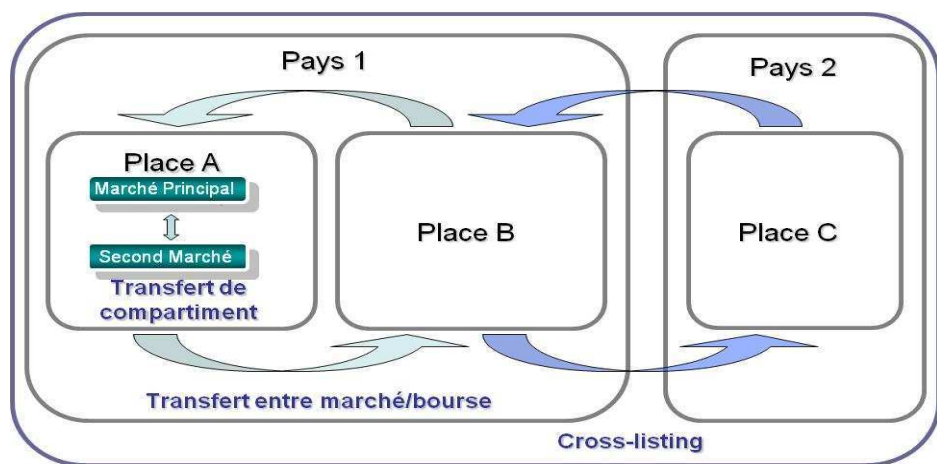 Pays 1
Pays 2
Place A
Marché Principal
Second Marché
Transfert de
compartiment
Place B
Place C
Transfert entre marché/bourse
Cross-listing